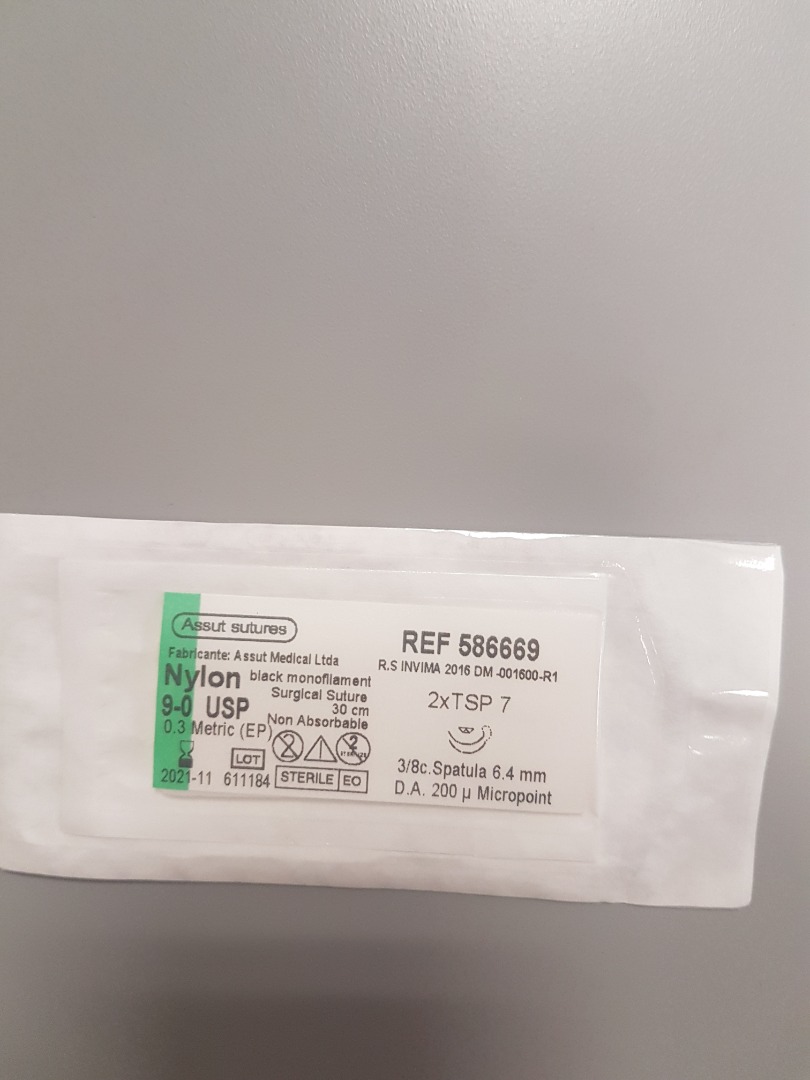 Assut sutures
Fabricante: Assut Medical Ltda
Nylon black monofilament
Surgical Suture
9-0 USP 30 cm
Non Absorbable
0.3 Metric (EP)
LOT
2021-11 611184 STERILE EO
REF 586669
R.S INVIMA 2016 DM -001600-R1
2xTSP 7
3/8c.Spatula 6.4 mm
D.A. 200 µ Micropoint